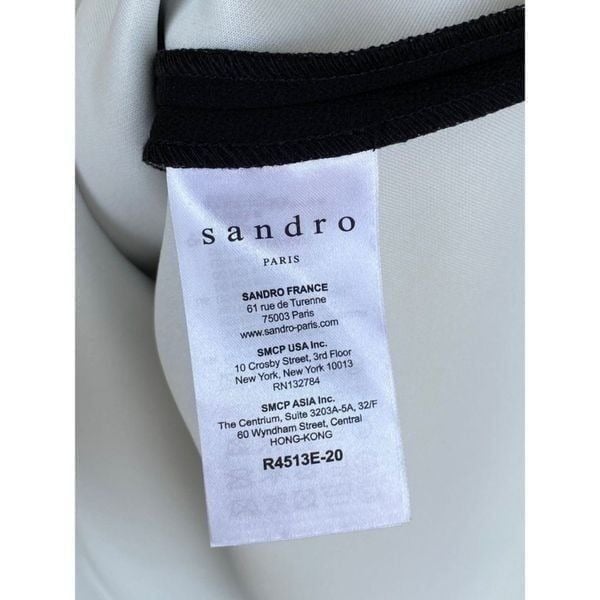 sandro
PARIS
SANDRO FRANCE
61 rue de Turenne
75003 Paris
www.sandro-paris.com
SMCP USA Inc.
10 Crosby Street, 3rd Floor
New York, New York 10013
RN132784
SMCP ASIA Inc.
The Centrium, Suite 3203A-5A, 32/F
60 Wyndham Street, Central
HONG-KONG
R4513E-20